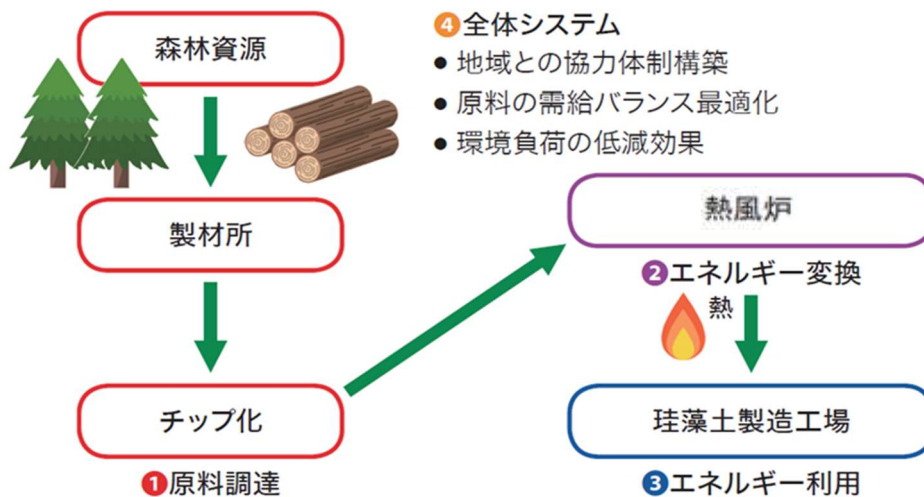 森林資源
製材所
チップ化
❶原料調達
❹全体システム
● 地域との協力体制構築
● 原料の需給バランス最適化
● 環境負荷の低減効果
熱風炉
❷エネルギー変換
熱
珪藻土製造工場
❸エネルギー利用